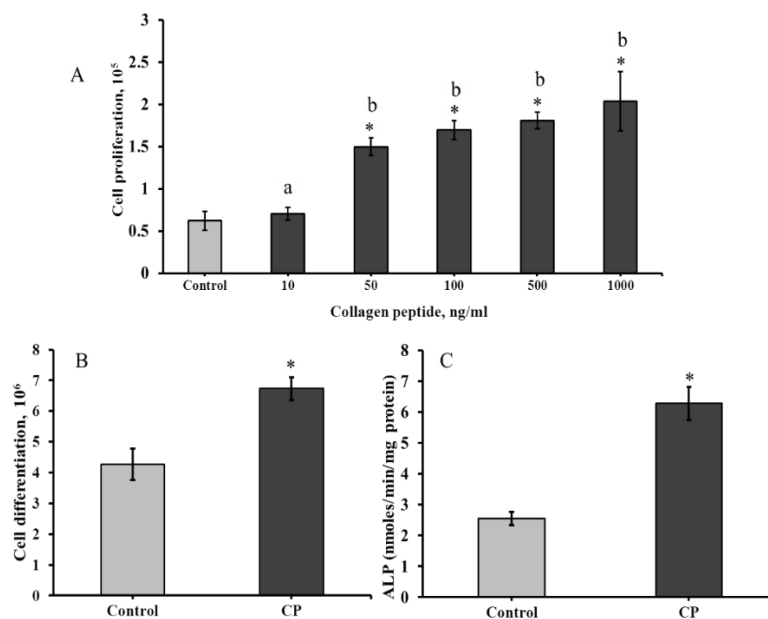 A
Cell proliferation, 10⁵
3
2.5
2
1.5
1
0.5
0
a
b
*
b
*
b
*
b
*
Control 10 50 100 500 1000
Collagen peptide, ng/ml
B
Cell differentiation, 10⁶
8
7
6
5
4
3
2
1
0
*
Control CP
C
ALP (nmoles/min/mg protein)
8
7
6
5
4
3
2
1
0
*
Control CP